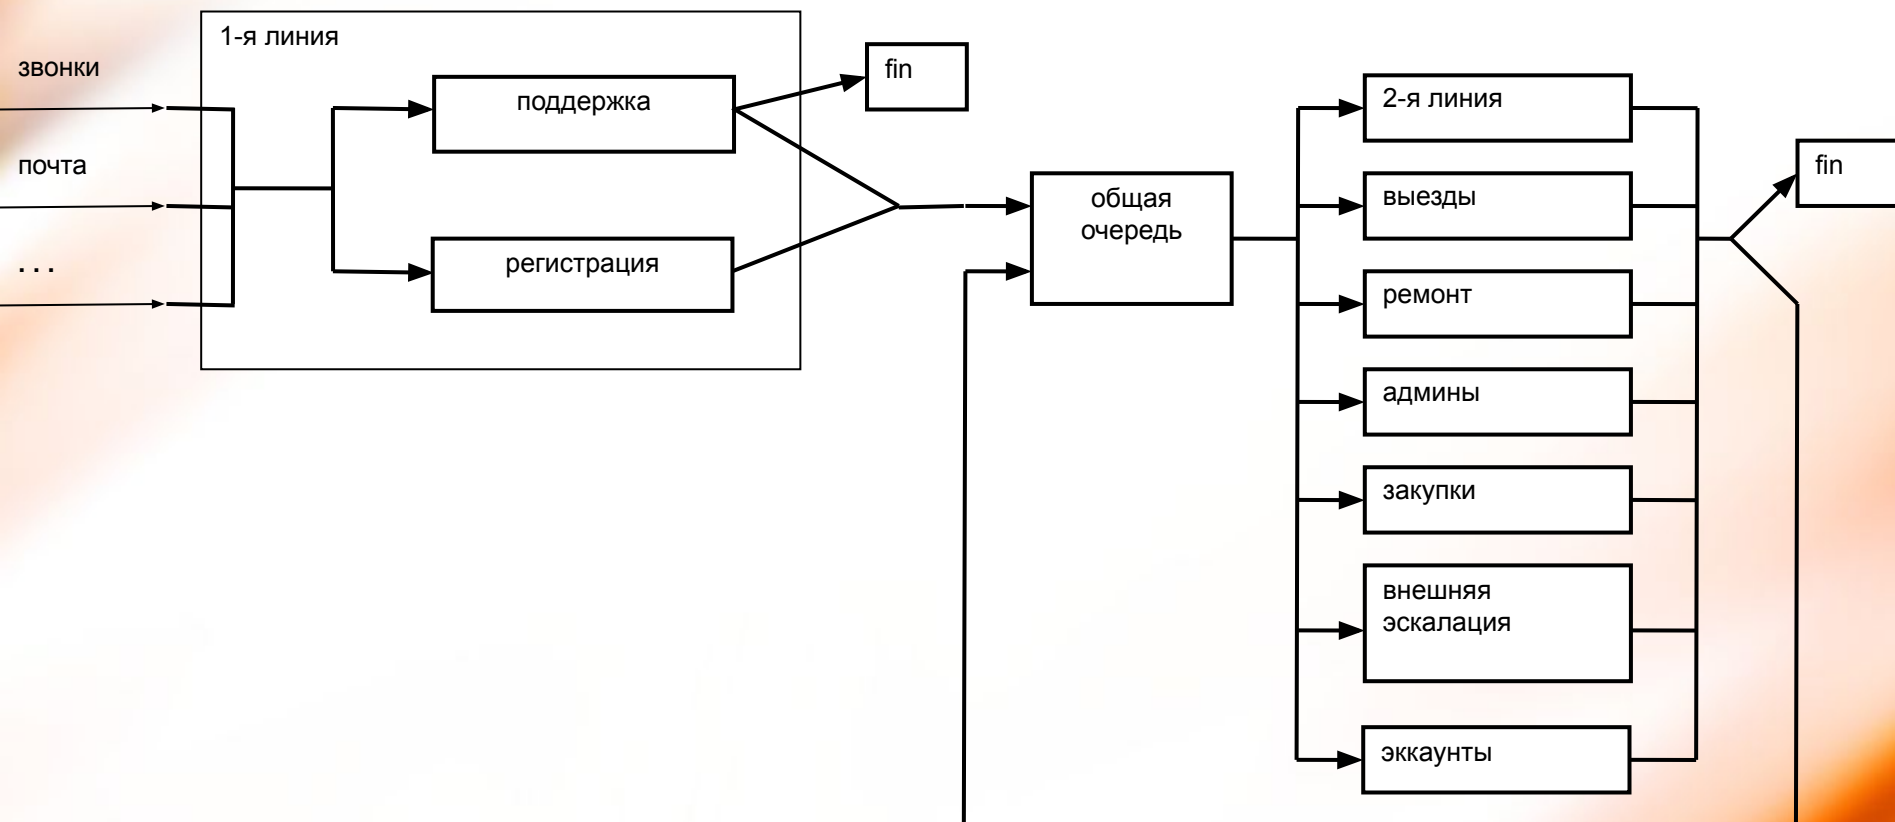 1-я линия
звонки
почта
...
поддержка
регистрация
fin
общая
очередь
2-я линия
выезды
ремонт
админы
закупки
внешняя
эскалация
эккаунты
fin